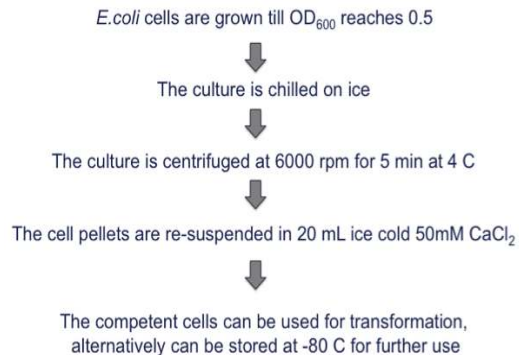 E.coli cells are grown till OD600 reaches 0.5
The culture is chilled on ice
The culture is centrifuged at 6000 rpm for 5 min at 4 C
The cell pellets are re-suspended in 20 mL ice cold 50mM CaCl2
The competent cells can be used for transformation,
alternatively can be stored at -80 C for further use